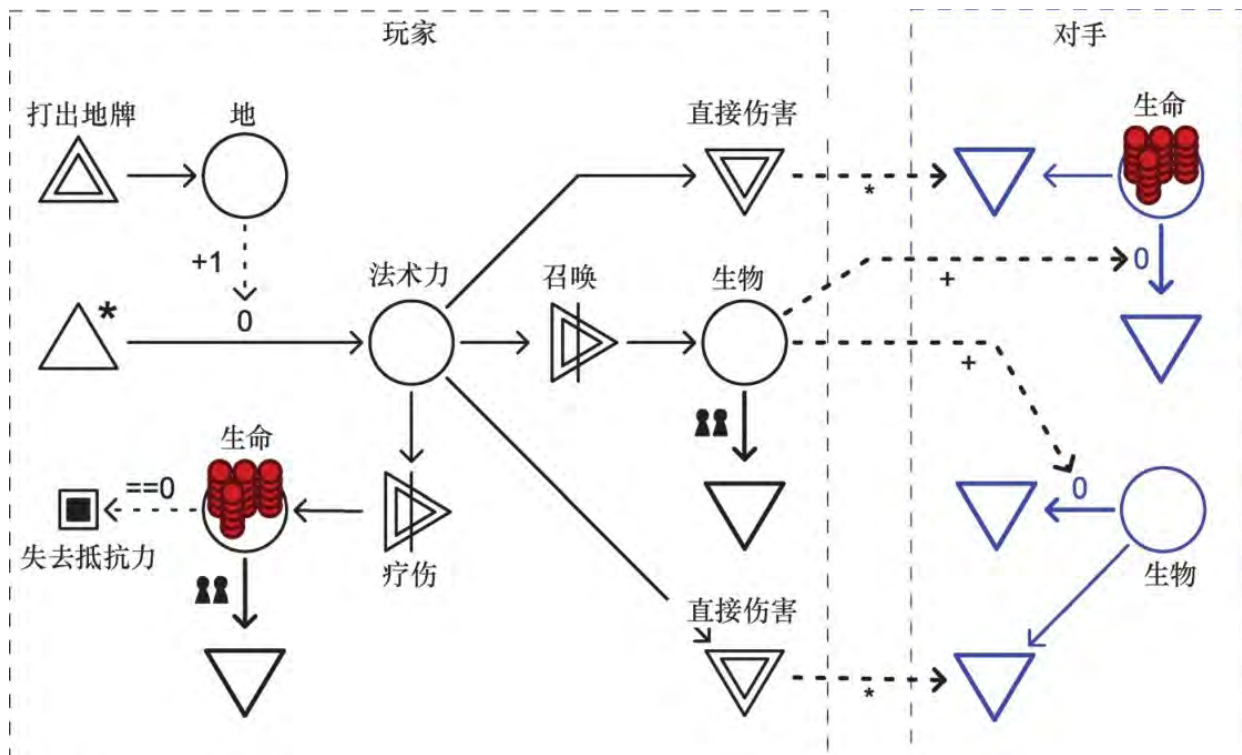 玩家
对手
打出地牌
地
直接伤害
生命
*
+1
法术力
召唤
生物
0
+
*
0
+
生命
==0
0
失去抵抗力
疗伤
生物
直接伤害
*